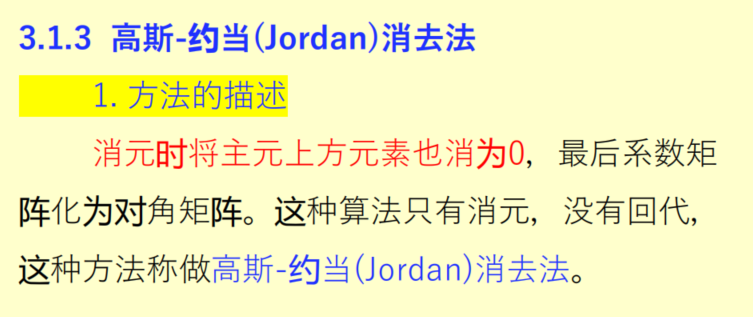 3.1.3 高斯-约当(Jordan)消去法
1. 方法的描述
消元时将主元上方元素也消为0，最后系数矩
阵化为对角矩阵。这种算法只有消元，没有回代，
这种方法称做高斯-约当(Jordan)消去法。